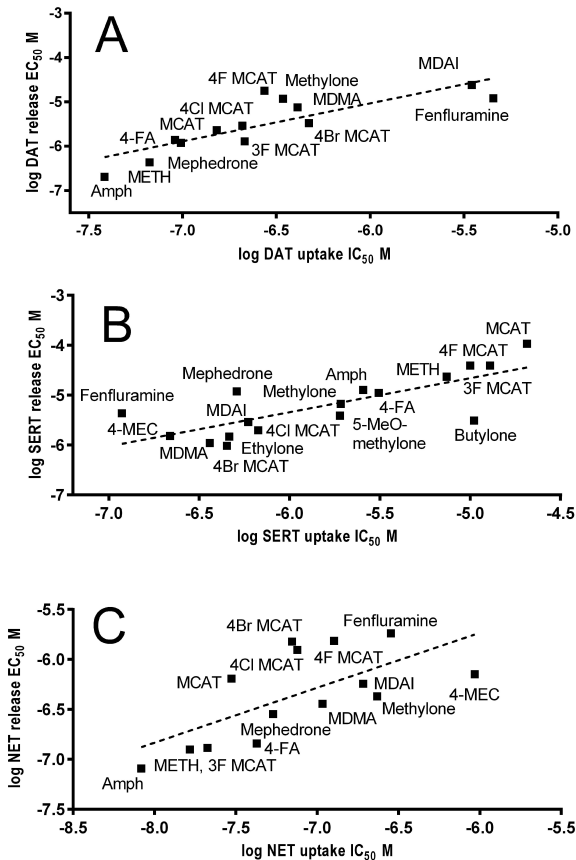 A
-3
-4
-5
-6
-7
log DAT release EC50 M
MDAI
4F MCAT
Methylone
MDMA
4Cl MCAT
Fenfluramine
MCAT
4-FA
4Br MCAT
3F MCAT
METH
Mephedrone
Amph
-7.5 -7.0 -6.5 -6.0 -5.5 -5.0
log DAT uptake IC50 M
B
-3
-4
-5
-6
-7
log SERT release EC50 M
MCAT
4F MCAT
Mephedrone
Amph
METH
Fenfluramine
Methylone
3F MCAT
MDAI
4-FA
4-MEC
4Cl MCAT
5-MeO-
methylone
Butylone
MDMA
Ethylone
4Br MCAT
-7.0 -6.5 -6.0 -5.5 -5.0 -4.5
log SERT uptake IC50 M
C
-5.5
-6.0
-6.5
-7.0
-7.5
log NET release EC50 M
4Br MCAT
Fenfluramine
4Cl MCAT
4F MCAT
MCAT
MDAI
4-MEC
Methylone
MDMA
Mephedrone
4-FA
METH, 3F MCAT
Amph
-8.5 -8.0 -7.5 -7.0 -6.5 -6.0 -5.5
log NET uptake IC50 M